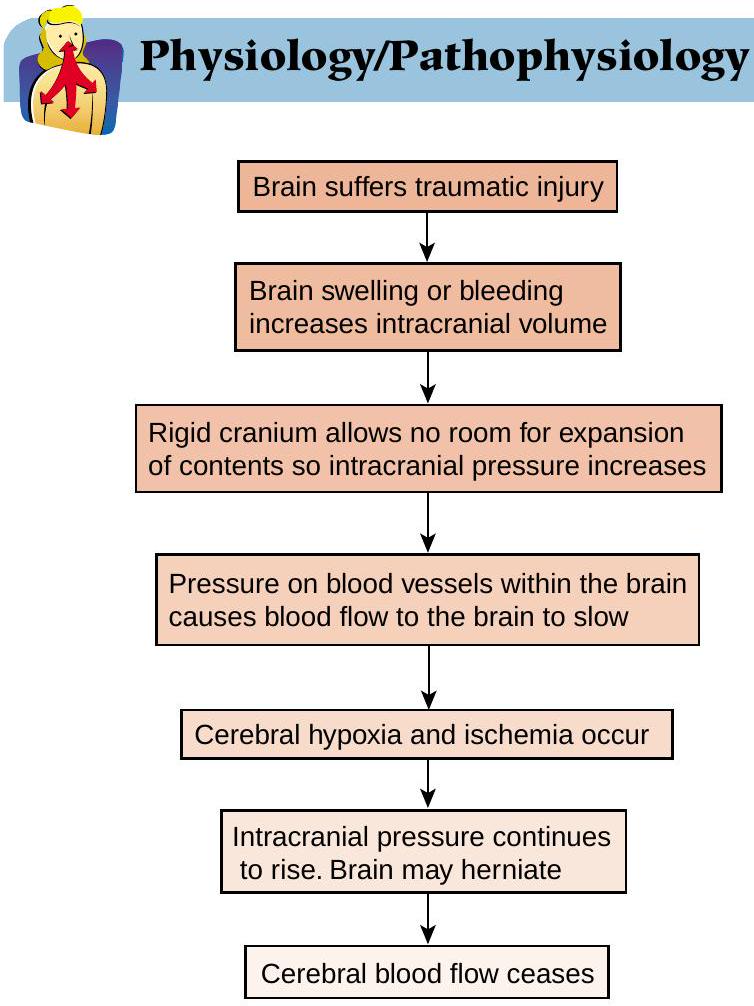 Physiology/Pathophysiology
Brain suffers traumatic injury
Brain swelling or bleeding
increases intracranial volume
Rigid cranium allows no room for expansion
of contents so intracranial pressure increases
Pressure on blood vessels within the brain
causes blood flow to the brain to slow
Cerebral hypoxia and ischemia occur
Intracranial pressure continues
to rise. Brain may herniate
Cerebral blood flow ceases